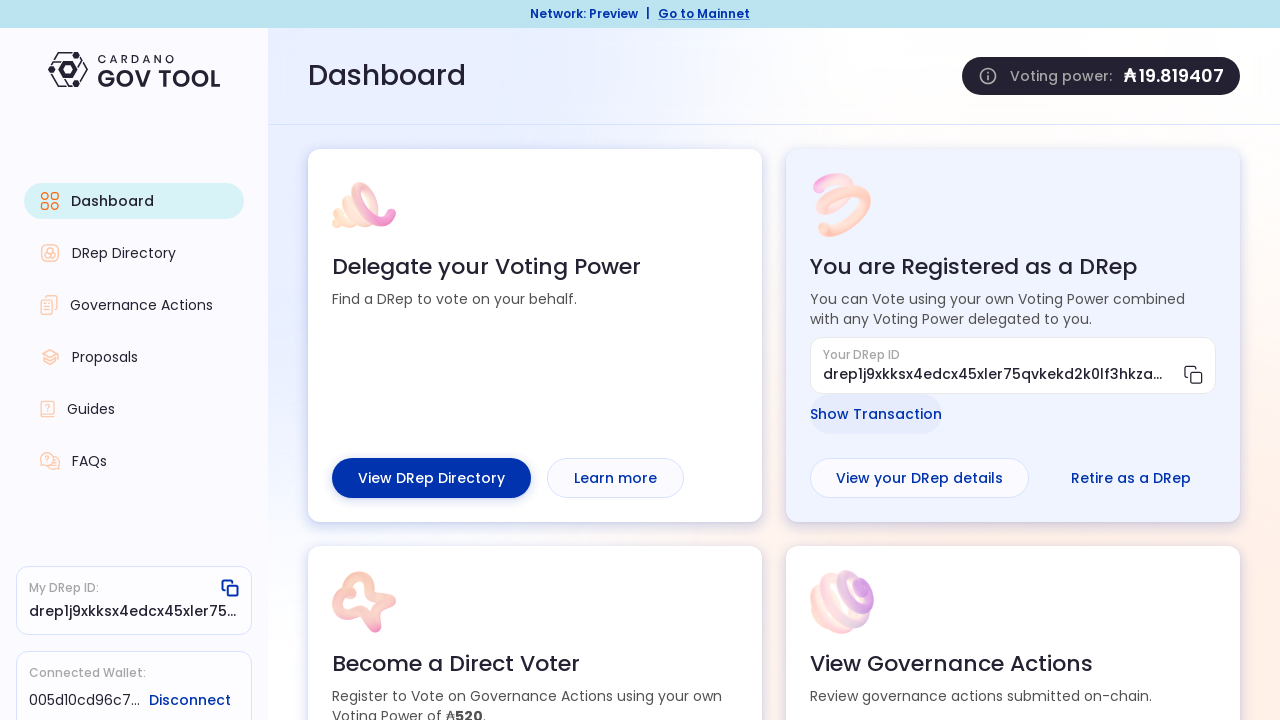 Network: Preview | Go to Mainnet
CARDANO
GOV TOOL
Dashboard
DRep Directory
Governance Actions
Proposals
Guides
FAQs
My DRep ID:
drep1j9xkksx4edcx45xler75...
Connected Wallet:
005d10cd96c7... Disconnect
Dashboard
Voting power: ₳19.819407
Delegate your Voting Power
Find a DRep to vote on your behalf.
View DRep Directory Learn more
You are Registered as a DRep
You can Vote using your own Voting Power combined
with any Voting Power delegated to you.
Your DRep ID
drep1j9xkksx4edcx45xler75qvkekd2k0lf3hkza...
Show Transaction
View your DRep details Retire as a DRep
Become a Direct Voter
Register to Vote on Governance Actions using your own
Voting Power of ₳520.
View Governance Actions
Review governance actions submitted on-chain.